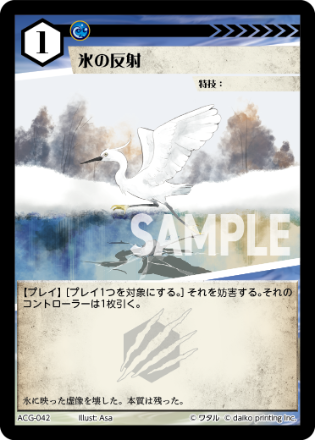 1
氷の反射
特技：
SAMPLE
【プレイ】［プレイ1つを対象にする。］それを妨害する。それの
コントローラーは1枚引く。
氷に映った虚像を壊した。本質は残った。
ACG-042 Illust: Asa © ワタル © daiko printing inc.